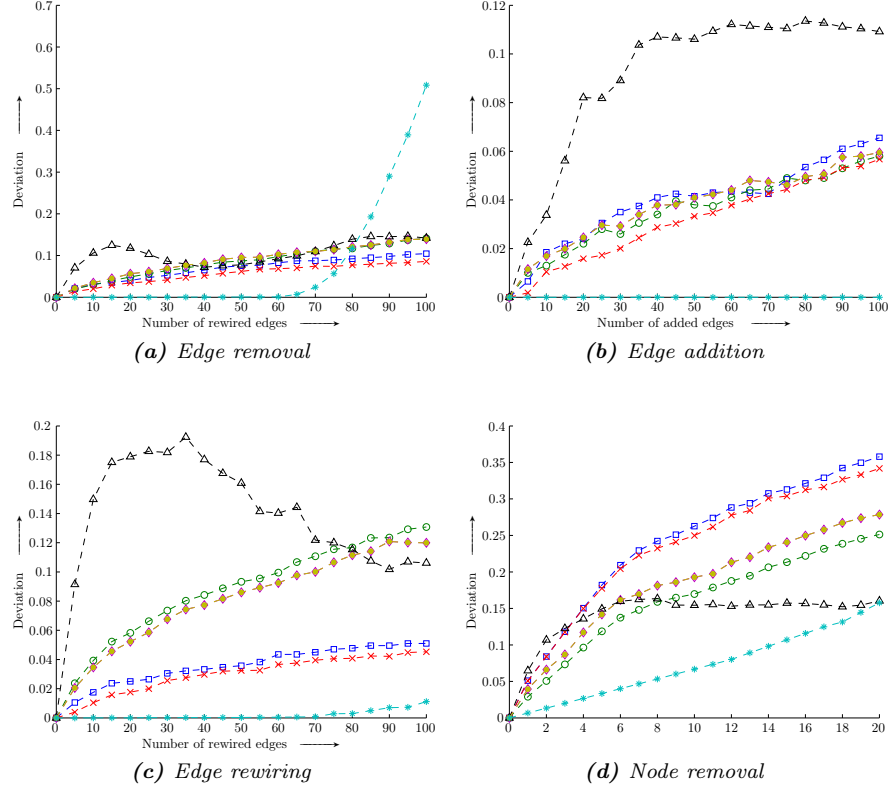 0.7
0.6
0.5
0.4
0.3
0.2
0.1
0
Deviation
0 10 20 30 40 50 60 70 80 90 100
Number of rewired edges
(a) Edge removal
0.12
0.1
0.08
0.06
0.04
0.02
0
Deviation
0 10 20 30 40 50 60 70 80 90 100
Number of added edges
(b) Edge addition
0.2
0.18
0.16
0.14
0.12
0.1
0.08
0.06
0.04
0.02
0
Deviation
0 10 20 30 40 50 60 70 80 90 100
Number of rewired edges
(c) Edge rewiring
0.4
0.35
0.3
0.25
0.2
0.15
0.1
0.05
0
Deviation
0 2 4 6 8 10 12 14 16 18 20
(d) Node removal